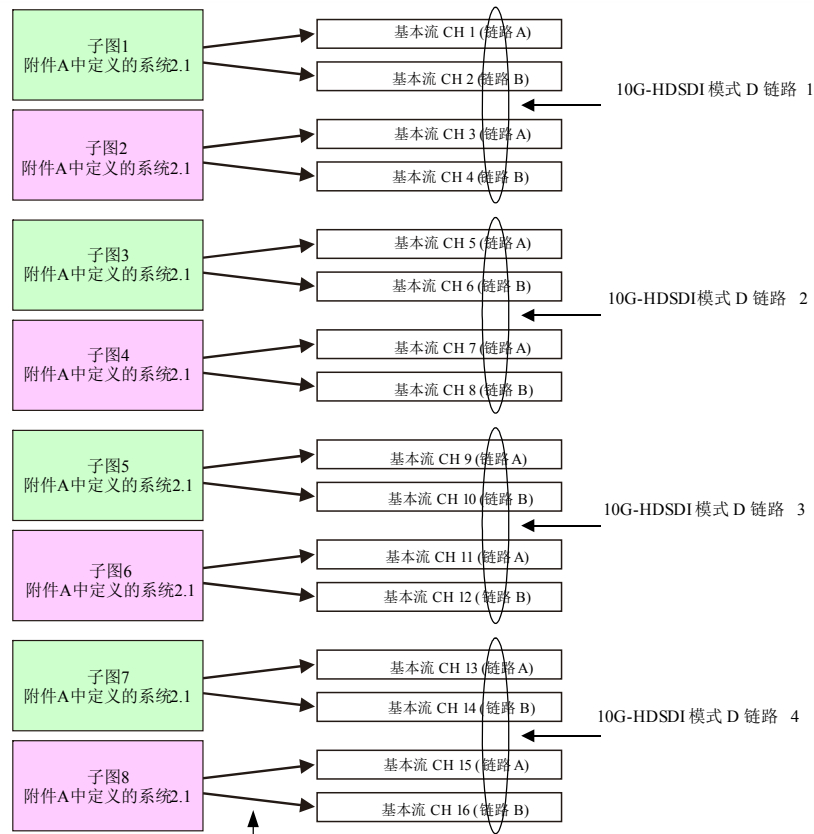 子图1
附件A中定义的系统2.1
基本流 CH 1 (链路 A)
基本流 CH 2 (链路 B)
子图2
附件A中定义的系统2.1
基本流 CH 3 (链路 A)
基本流 CH 4 (链路 B)
10G-HDSDI 模式 D 链路 1
子图3
附件A中定义的系统2.1
基本流 CH 5 (链路 A)
基本流 CH 6 (链路 B)
子图4
附件A中定义的系统2.1
基本流 CH 7 (链路 A)
基本流 CH 8 (链路 B)
10G-HDSDI模式 D 链路 2
子图5
附件A中定义的系统2.1
基本流 CH 9 (链路 A)
基本流 CH 10 (链路 B)
子图6
附件A中定义的系统2.1
基本流 CH 11 (链路 A)
基本流 CH 12 (链路 B)
10G-HDSDI 模式 D 链路 3
子图7
附件A中定义的系统2.1
基本流 CH 13 (链路 A)
基本流 CH 14 (链路 B)
子图8
附件A中定义的系统2.1
基本流 CH 15 (链路 A)
基本流 CH 16 (链路 B)
10G-HDSDI 模式 D 链路 4